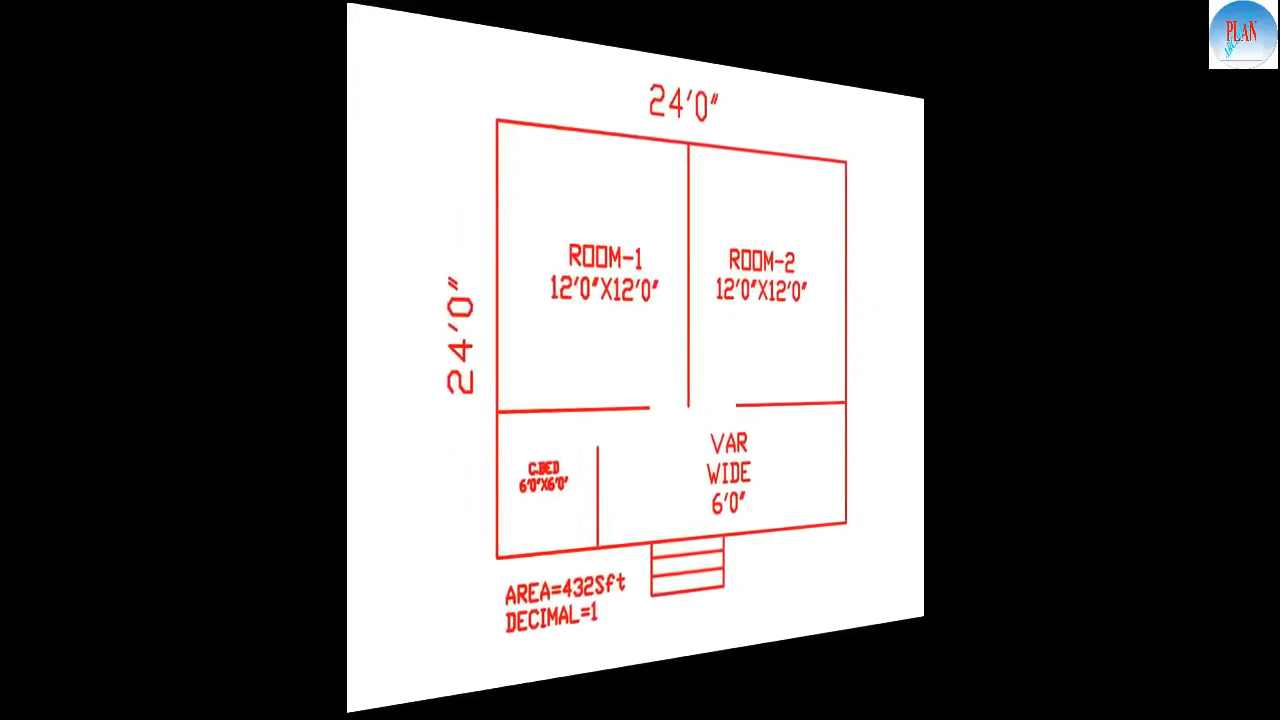 PLAN
24'0"
24'0"
ROOM-1
12'0"X12'0"
ROOM-2
12'0"X12'0"
C.BED
6'0"X6'0"
VAR
WIDE
6'0"
AREA=432Sft
DECIMAL=1